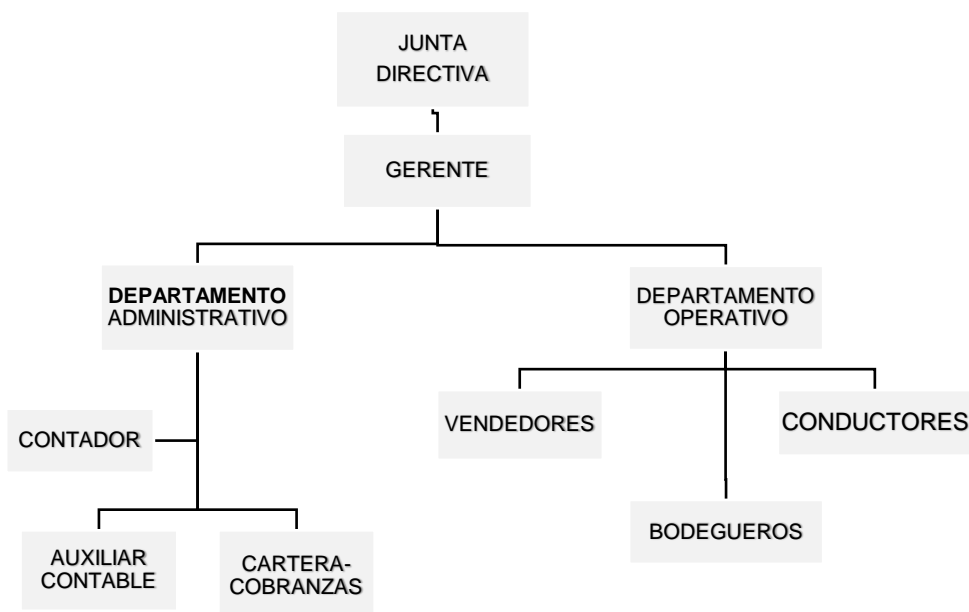 JUNTA
DIRECTIVA
GERENTE
DEPARTAMENTO
ADMINISTRATIVO
DEPARTAMENTO
OPERATIVO
CONTADOR
VENDEDORES
CONDUCTORES
BODEGUEROS
AUXILIAR
CONTABLE
CARTERA-
COBRANZAS